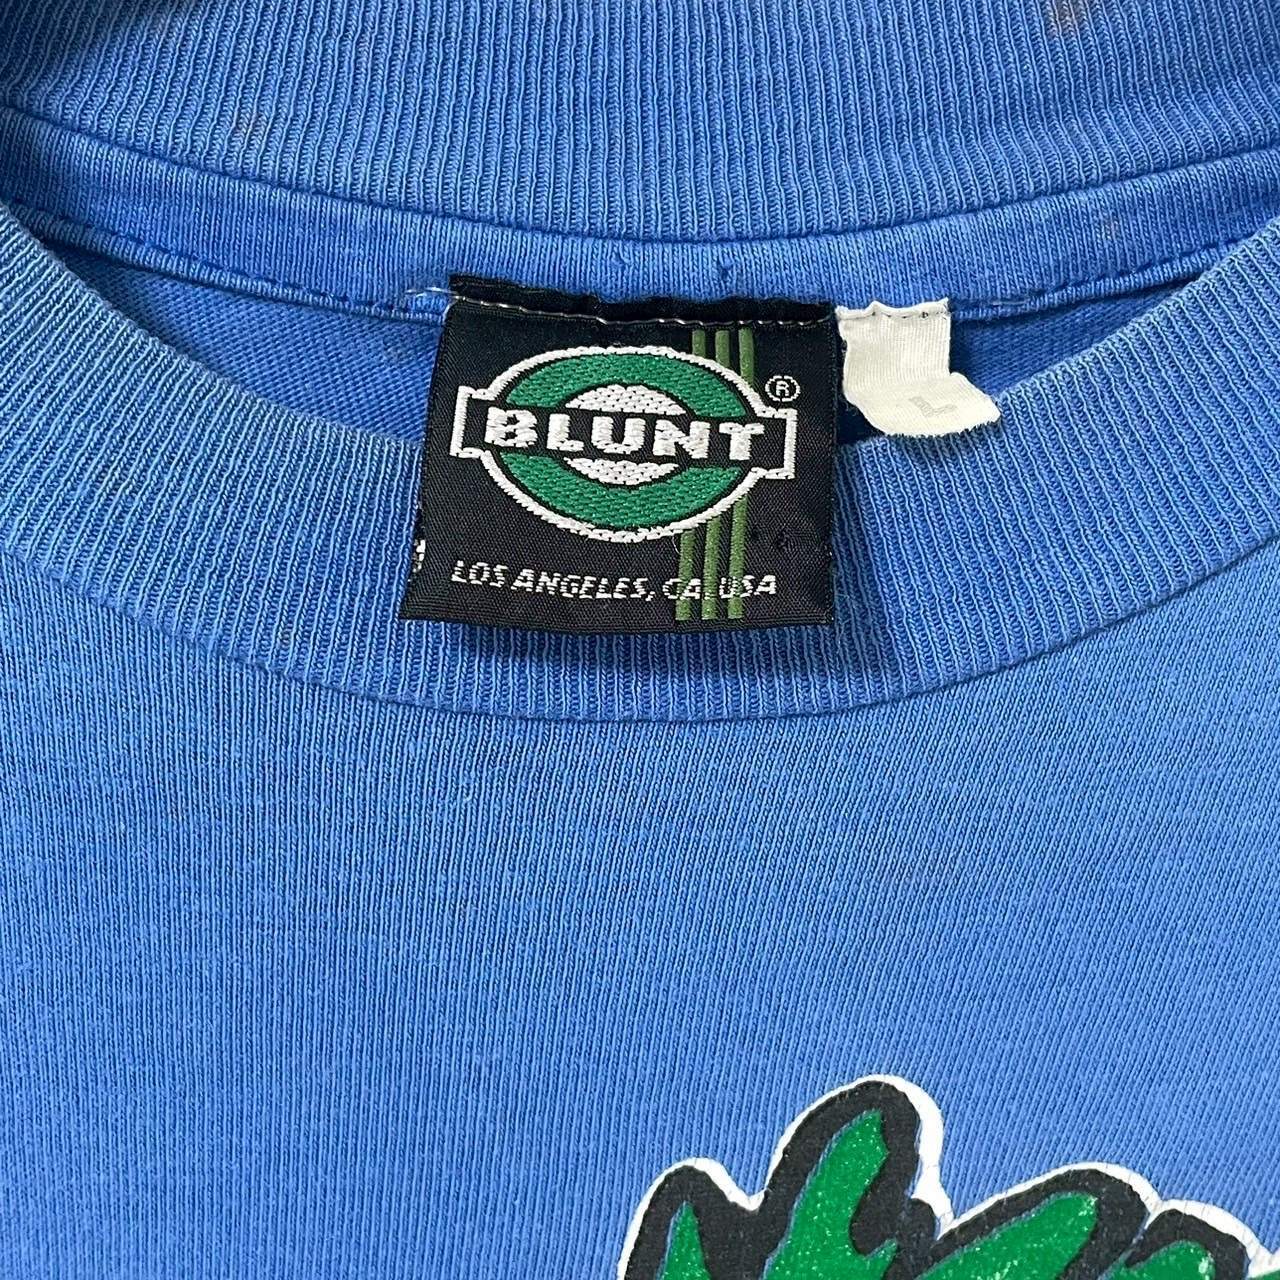 BLUNT ®
LOS ANGELES, CA. USA
L